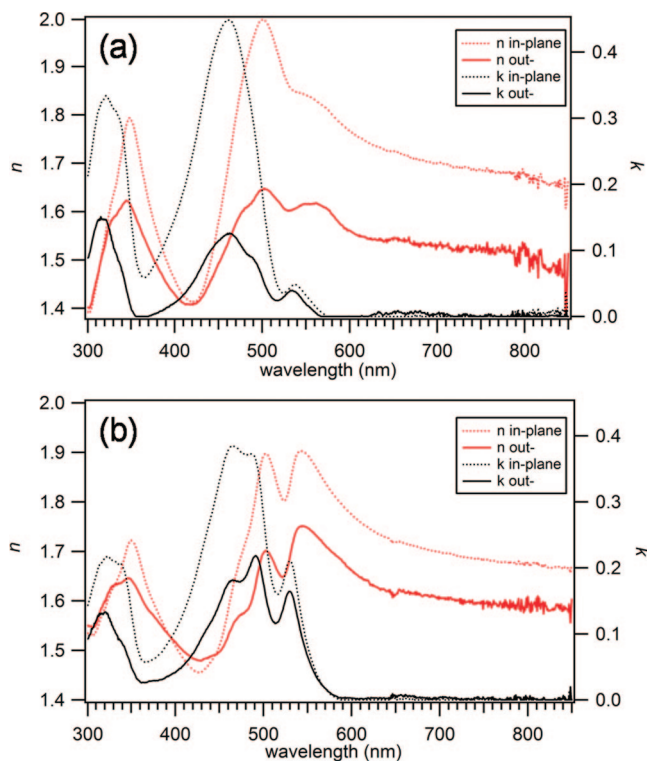 (a)
2.0
1.9
1.8
1.7
1.6
1.5
1.4
n
0.4
0.3
0.2
0.1
0.0
k
n in-plane
n out-
k in-plane
k out-
300 400 500 600 700 800
wavelength (nm)
(b)
2.0
1.9
1.8
1.7
1.6
1.5
1.4
n
0.4
0.3
0.2
0.1
0.0
k
n in-plane
n out-
k in-plane
k out-
300 400 500 600 700 800
wavelength (nm)